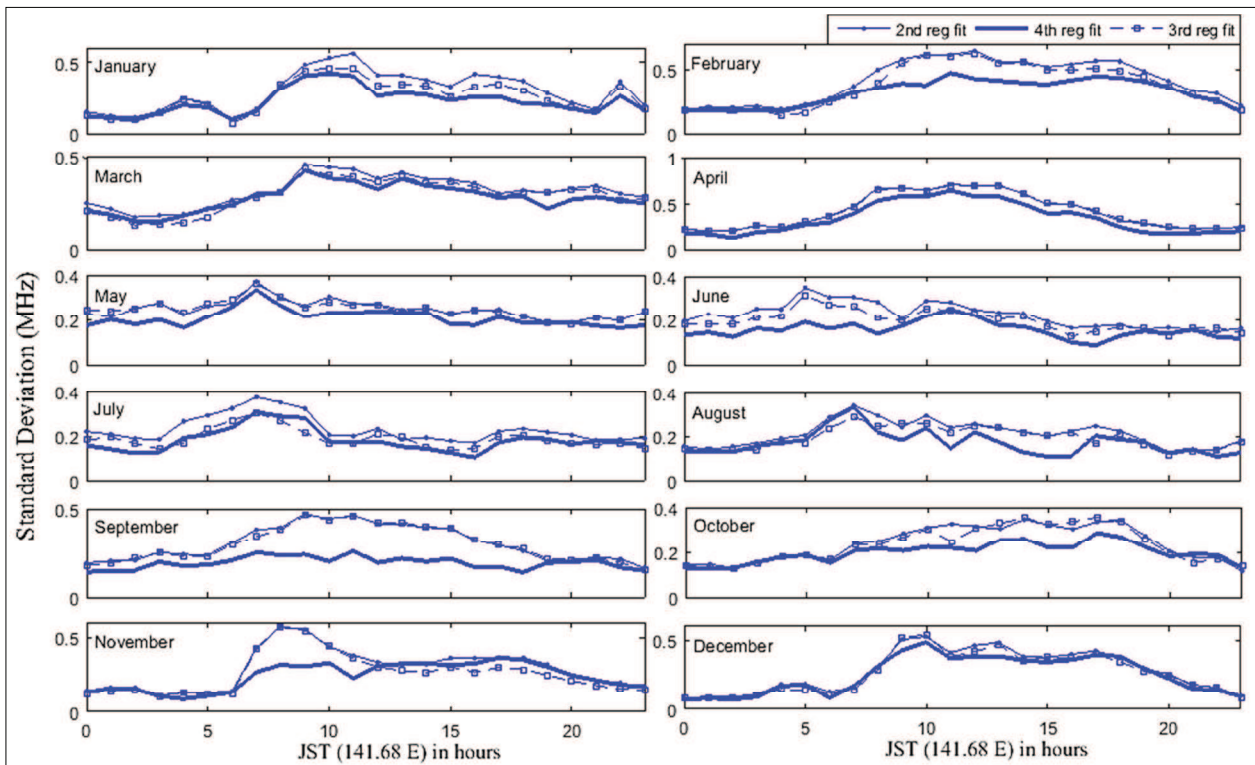 2nd reg fit 4th reg fit 3rd reg fit
January
0.5
0
February
0.5
0
March
0.5
0
April
1
0.5
0
May
0.4
0.2
0
June
0.4
0.2
0
July
0.4
0.2
0
August
0.4
0.2
0
September
0.5
0
October
0.4
0.2
0
November
0.5
0
December
0.5
0
0 5 10 15 20
0 5 10 15 20
Standard Deviation (MHz)
JST (141.68 E) in hours
JST (141.68 E) in hours